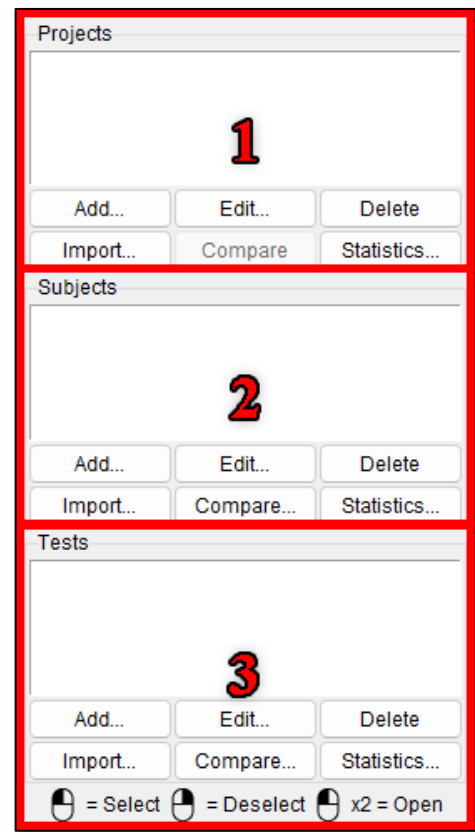 Projects
1
Add... Edit... Delete
Import... Compare Statistics...
Subjects
2
Add... Edit... Delete
Import... Compare... Statistics...
Tests
3
Add... Edit... Delete
Import... Compare... Statistics...
= Select = Deselect x2 = Open